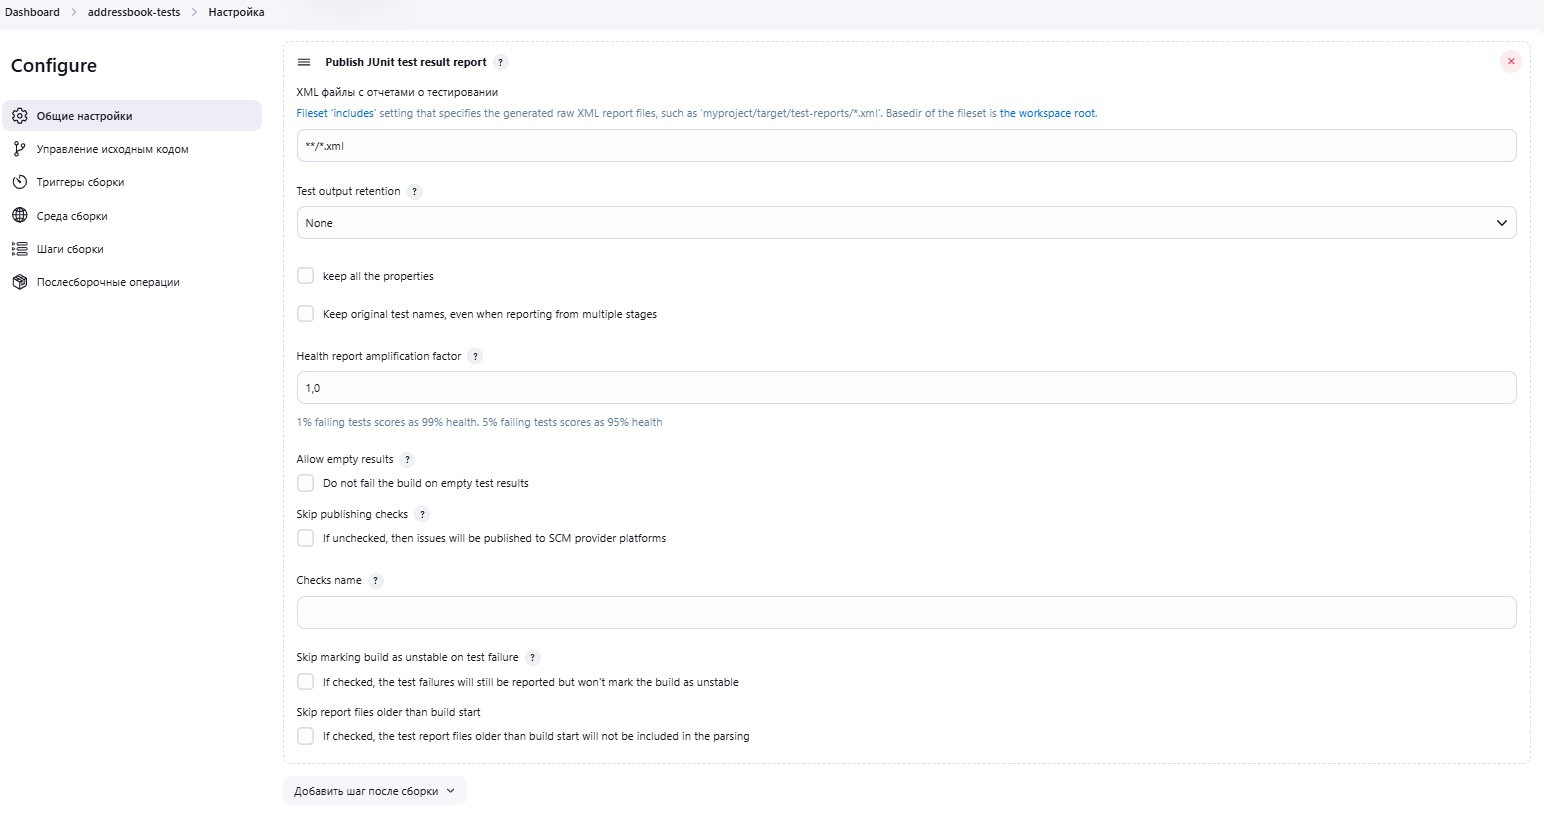 Dashboard > addressbook-tests > Настройка
Configure
Общие настройки
Управление исходным кодом
Триггеры сборки
Среда сборки
Шаги сборки
Послесборочные операции
Publish JUnit test result report ?
XML файлы с отчетами о тестировании
Fileset 'includes' setting that specifies the generated raw XML report files, such as 'myproject/target/test-reports/*.xml'. Basedir of the fileset is the workspace root.
**/*.xml
Test output retention ?
None
keep all the properties
Keep original test names, even when reporting from multiple stages
Health report amplification factor ?
1,0
1% failing tests scores as 99% health. 5% failing tests scores as 95% health
Allow empty results ?
Do not fail the build on empty test results
Skip publishing checks ?
If unchecked, then issues will be published to SCM provider platforms
Checks name ?
Skip marking build as unstable on test failure ?
If checked, the test failures will still be reported but won't mark the build as unstable
Skip report files older than build start
If checked, the test report files older than build start will not be included in the parsing
Добавить шаг после сборки